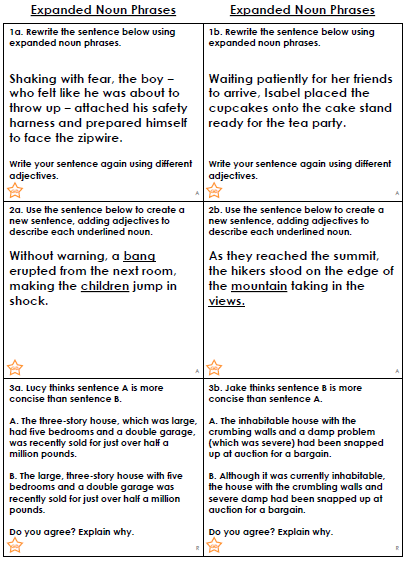 Expanded Noun Phrases
1a. Rewrite the sentence below using
expanded noun phrases.
Shaking with fear, the boy –
who felt like he was about to
throw up – attached his safety
harness and prepared himself
to face the zipwire.
Write your sentence again using different
adjectives.
A
Expanded Noun Phrases
1b. Rewrite the sentence below using
expanded noun phrases.
Waiting patiently for her friends
to arrive, Isabel placed the
cupcakes onto the cake stand
ready for the tea party.
Write your sentence again using different
adjectives.
A
2a. Use the sentence below to create a
new sentence, adding adjectives to
describe each underlined noun.
Without warning, a bang
erupted from the next room,
making the children jump in
shock.
A
2b. Use the sentence below to create a
new sentence, adding adjectives to
describe each underlined noun.
As they reached the summit,
the hikers stood on the edge of
the mountain taking in the
views.
A
3a. Lucy thinks sentence A is more
concise than sentence B.
A. The three-story house, which was large,
had five bedrooms and a double garage,
was recently sold for just over half a
million pounds.
B. The large, three-story house with five
bedrooms and a double garage was
recently sold for just over half a million
pounds.
Do you agree? Explain why.
R
3b. Jake thinks sentence B is more
concise than sentence A.
A. The inhabitable house with the
crumbing walls and a damp problem
(which was severe) had been snapped
up at auction for a bargain.
B. Although it was currently inhabitable,
the house with the crumbling walls and
severe damp had been snapped up at
auction for a bargain.
Do you agree? Explain why.
R